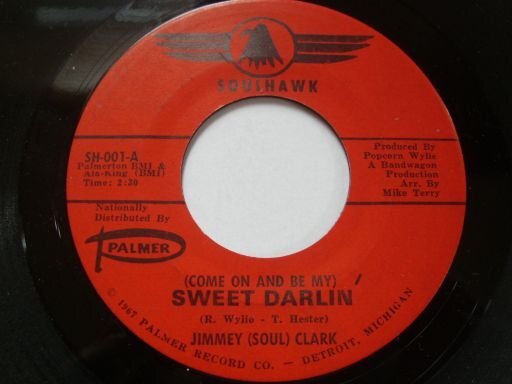 SOULHAWK
SH-001-A
Palmerton BMI &
Ala-King (BMI)
Time: 2:30
Nationally
Distributed By
PALMER
Produced By
Popcorn Wylie
A Bandwagon
Production
Arr. By
Mike Terry
(COME ON AND BE MY)
SWEET DARLIN'
(R. Wylie - T. Hester)
JIMMEY (SOUL) CLARK
© 1967 PALMER RECORD CO. - DETROIT, MICHIGAN